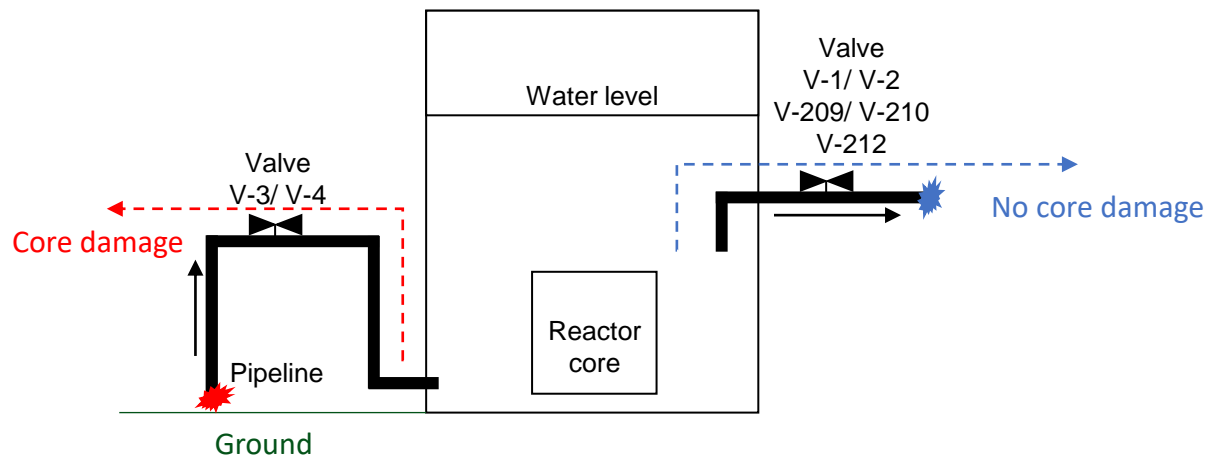 Valve
V-1/ V-2
V-209/ V-210
V-212
Water level
Valve
V-3/ V-4
Core damage
No core damage
Reactor
core
Pipeline
Ground